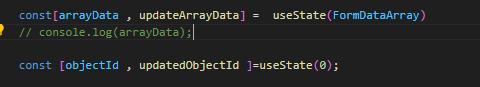 const[arrayData , updateArrayData] =  useState(FormDataArray)
// console.log(arrayData);
const [objectId , updatedObjectId ]=useState(0);